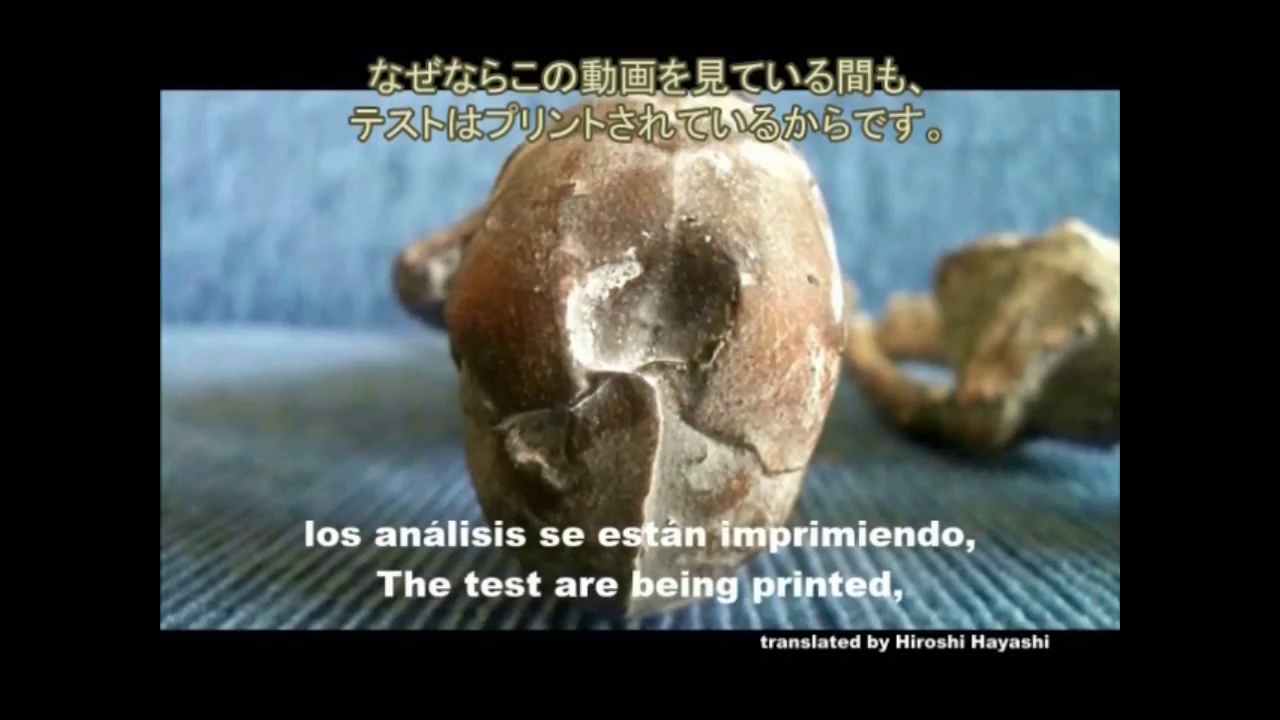 なぜならこの動画を見ている間も、
テストはプリントされているからです。
los análisis se están imprimiendo,
The test are being printed,
translated by Hiroshi Hayashi